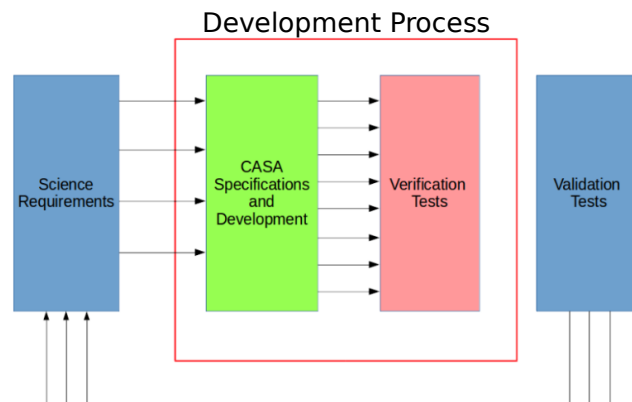 Development Process
Science
Requirements
CASA
Specifications
and
Development
Verification
Tests
Validation
Tests